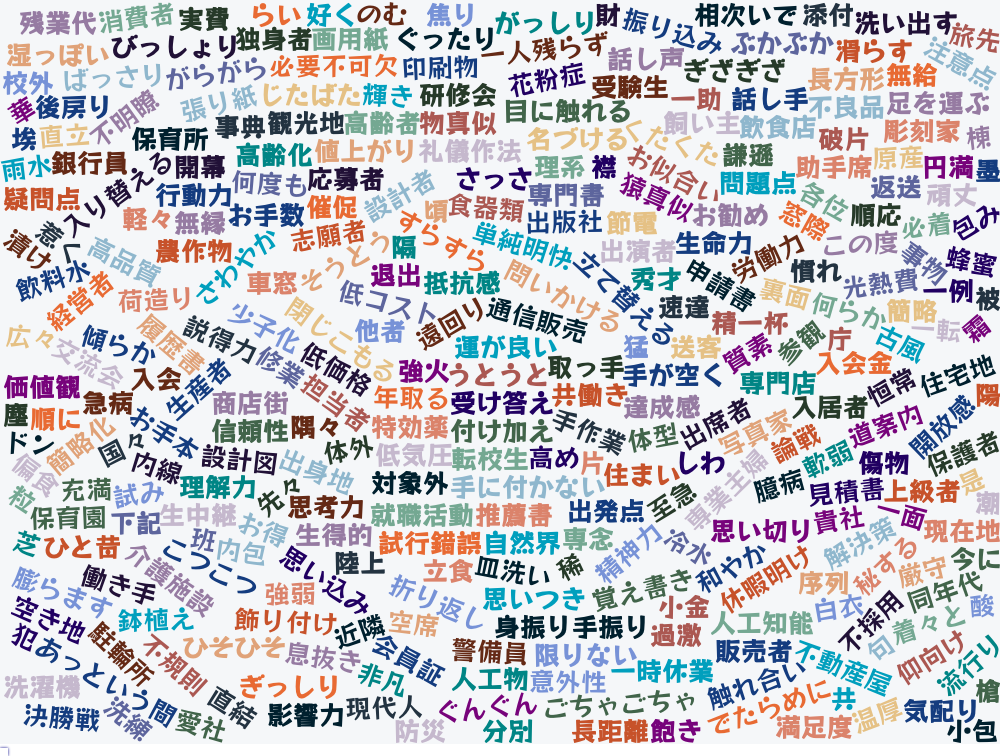 残業代 消費者 実費 らい 好く のむ 焦り がっしり 財 振り込み 相次いで 添付 洗い出す 旅先
湿っぽい びっしょり 独身者 画用紙 ぐったり 一人残らず 話し声 ぶかぶか 滑らす 注意点
校外 ばっさり がらがら 必要不可欠 印刷物 花粉症 受験生 ぎざぎざ 長方形 無給
華 後戻り 不明瞭 張り紙 じたばた 輝き 研修会 目に触れる 一助 話し手 不良品 足を運ぶ
埃 直立 保育所 事典 観光地 高齢者 物真似 名づける くたくた 飼い主 飲食店 破片 彫刻家 棟
雨水 銀行員 入り替える 開幕 高齢化 値上がり 礼儀作法 理系 襟 お似合い 謙遜 助手席 原産 円満 墨
疑問点 行動力 何度も 応募者 設計者 さっさ 専門書 猿真似 問題点 各位 返送 頑丈
惹く 軽々 無縁 お手数 催促 頃 食器類 出版社 節電 お勧め 窓際 順応 必着 包み
漬け 高品質 農作物 さわやか 志願者 う 隔 すらすら 単純明快 出演者 生命力 労働力 この度 事物 蜂蜜
飲料水 経営者 荷造り 車窓 そうと 退出 抵抗感 問いかける 立て替える 秀才 申請書 慣れ 光熱費 一例 被
広々 交流会 傾らか 履歴書 説得力 少子化 閉じこもる 低コスト 他者 遠回り 通信販売 速達 精一杯 裏面 何らか 簡略 一転 霜
修業 低価格 運が良い 猛 送客 質素 参観 庁 古風
価値観 入会 生産者 担当者 強火 うとうと 取っ手 手が空く 専門店 入会金 恒常 住宅地
塵 順に 急病 お手本 商店街 年取る 受け答え 共働き 達成感 出席者 入居者 陽
ドン 簡略化 国々 信頼性 隅々 特効薬 付け加え 手作業 体型 写真家 論戦 道案内 開放感
偏食 内線 設計図 出身地 体外 低気圧 転校生 高め 片 住まい しわ 専業主婦 臆病 軟弱 傷物 保護者
粒 充満 試み 理解力 先々 思考力 対象外 手に付かない 至急 見積書 上級者 是 潮
保育園 下記 生中継 お得 就職活動 推薦書 出発点 思い切り 貴社 一面
芝 ひと昔 班 内包 生得的 試行錯誤 自然界 専念 精神力 冷水 解決策 現在地
介護施設 こつこつ 思い込み 陸上 立食 皿洗い 稀 和やか 休暇明け 秘する 厳守 今に
膨らます 働き手 強弱 折り返し 思いつき 覚え書き 序列 同年代
空き地 鉢植え 飾り付け 近隣 空席 身振り手振り 小金 過激 人工知能 白衣 不採用 句 着々と 酸
犯 あっという間 駐輪所 不規則 ひそひそ 息抜き 会員証 警備員 限りない 販売者 不動産屋 仰向け 流行り
洗濯機 ぎっしり 非凡 人工物 意外性 一時休業 触れ合い 共 槍
決勝戦 洗練 愛社 直結 影響力 現代人 ぐんぐん ごちゃごちゃ でたらめに 温厚 気配り
防災 分別 長距離 飽き 満足度 小包